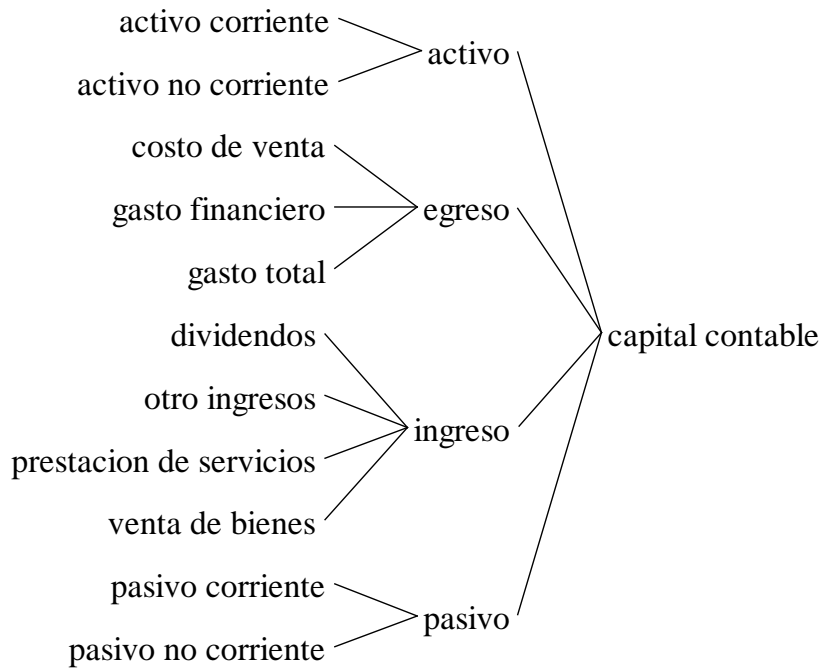 activo corriente
activo no corriente
activo
costo de venta
gasto financiero
gasto total
egreso
dividendos
otro ingresos
prestacion de servicios
venta de bienes
ingreso
pasivo corriente
pasivo no corriente
pasivo
capital contable